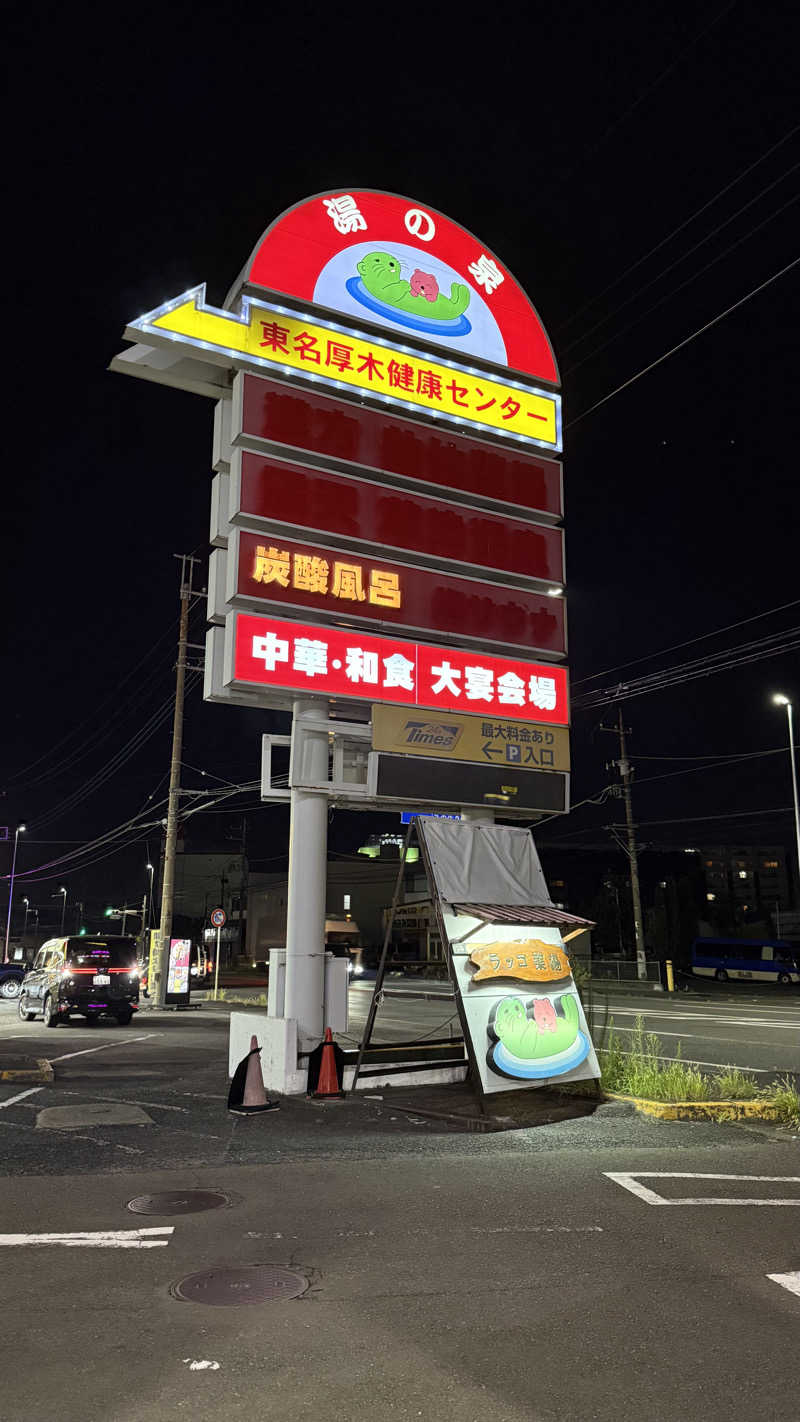 湯の泉
東名厚木健康センター
炭酸風呂
中華・和食 大宴会場
24h Times 最大料金あり
← P 入口
ラッコ薬湯